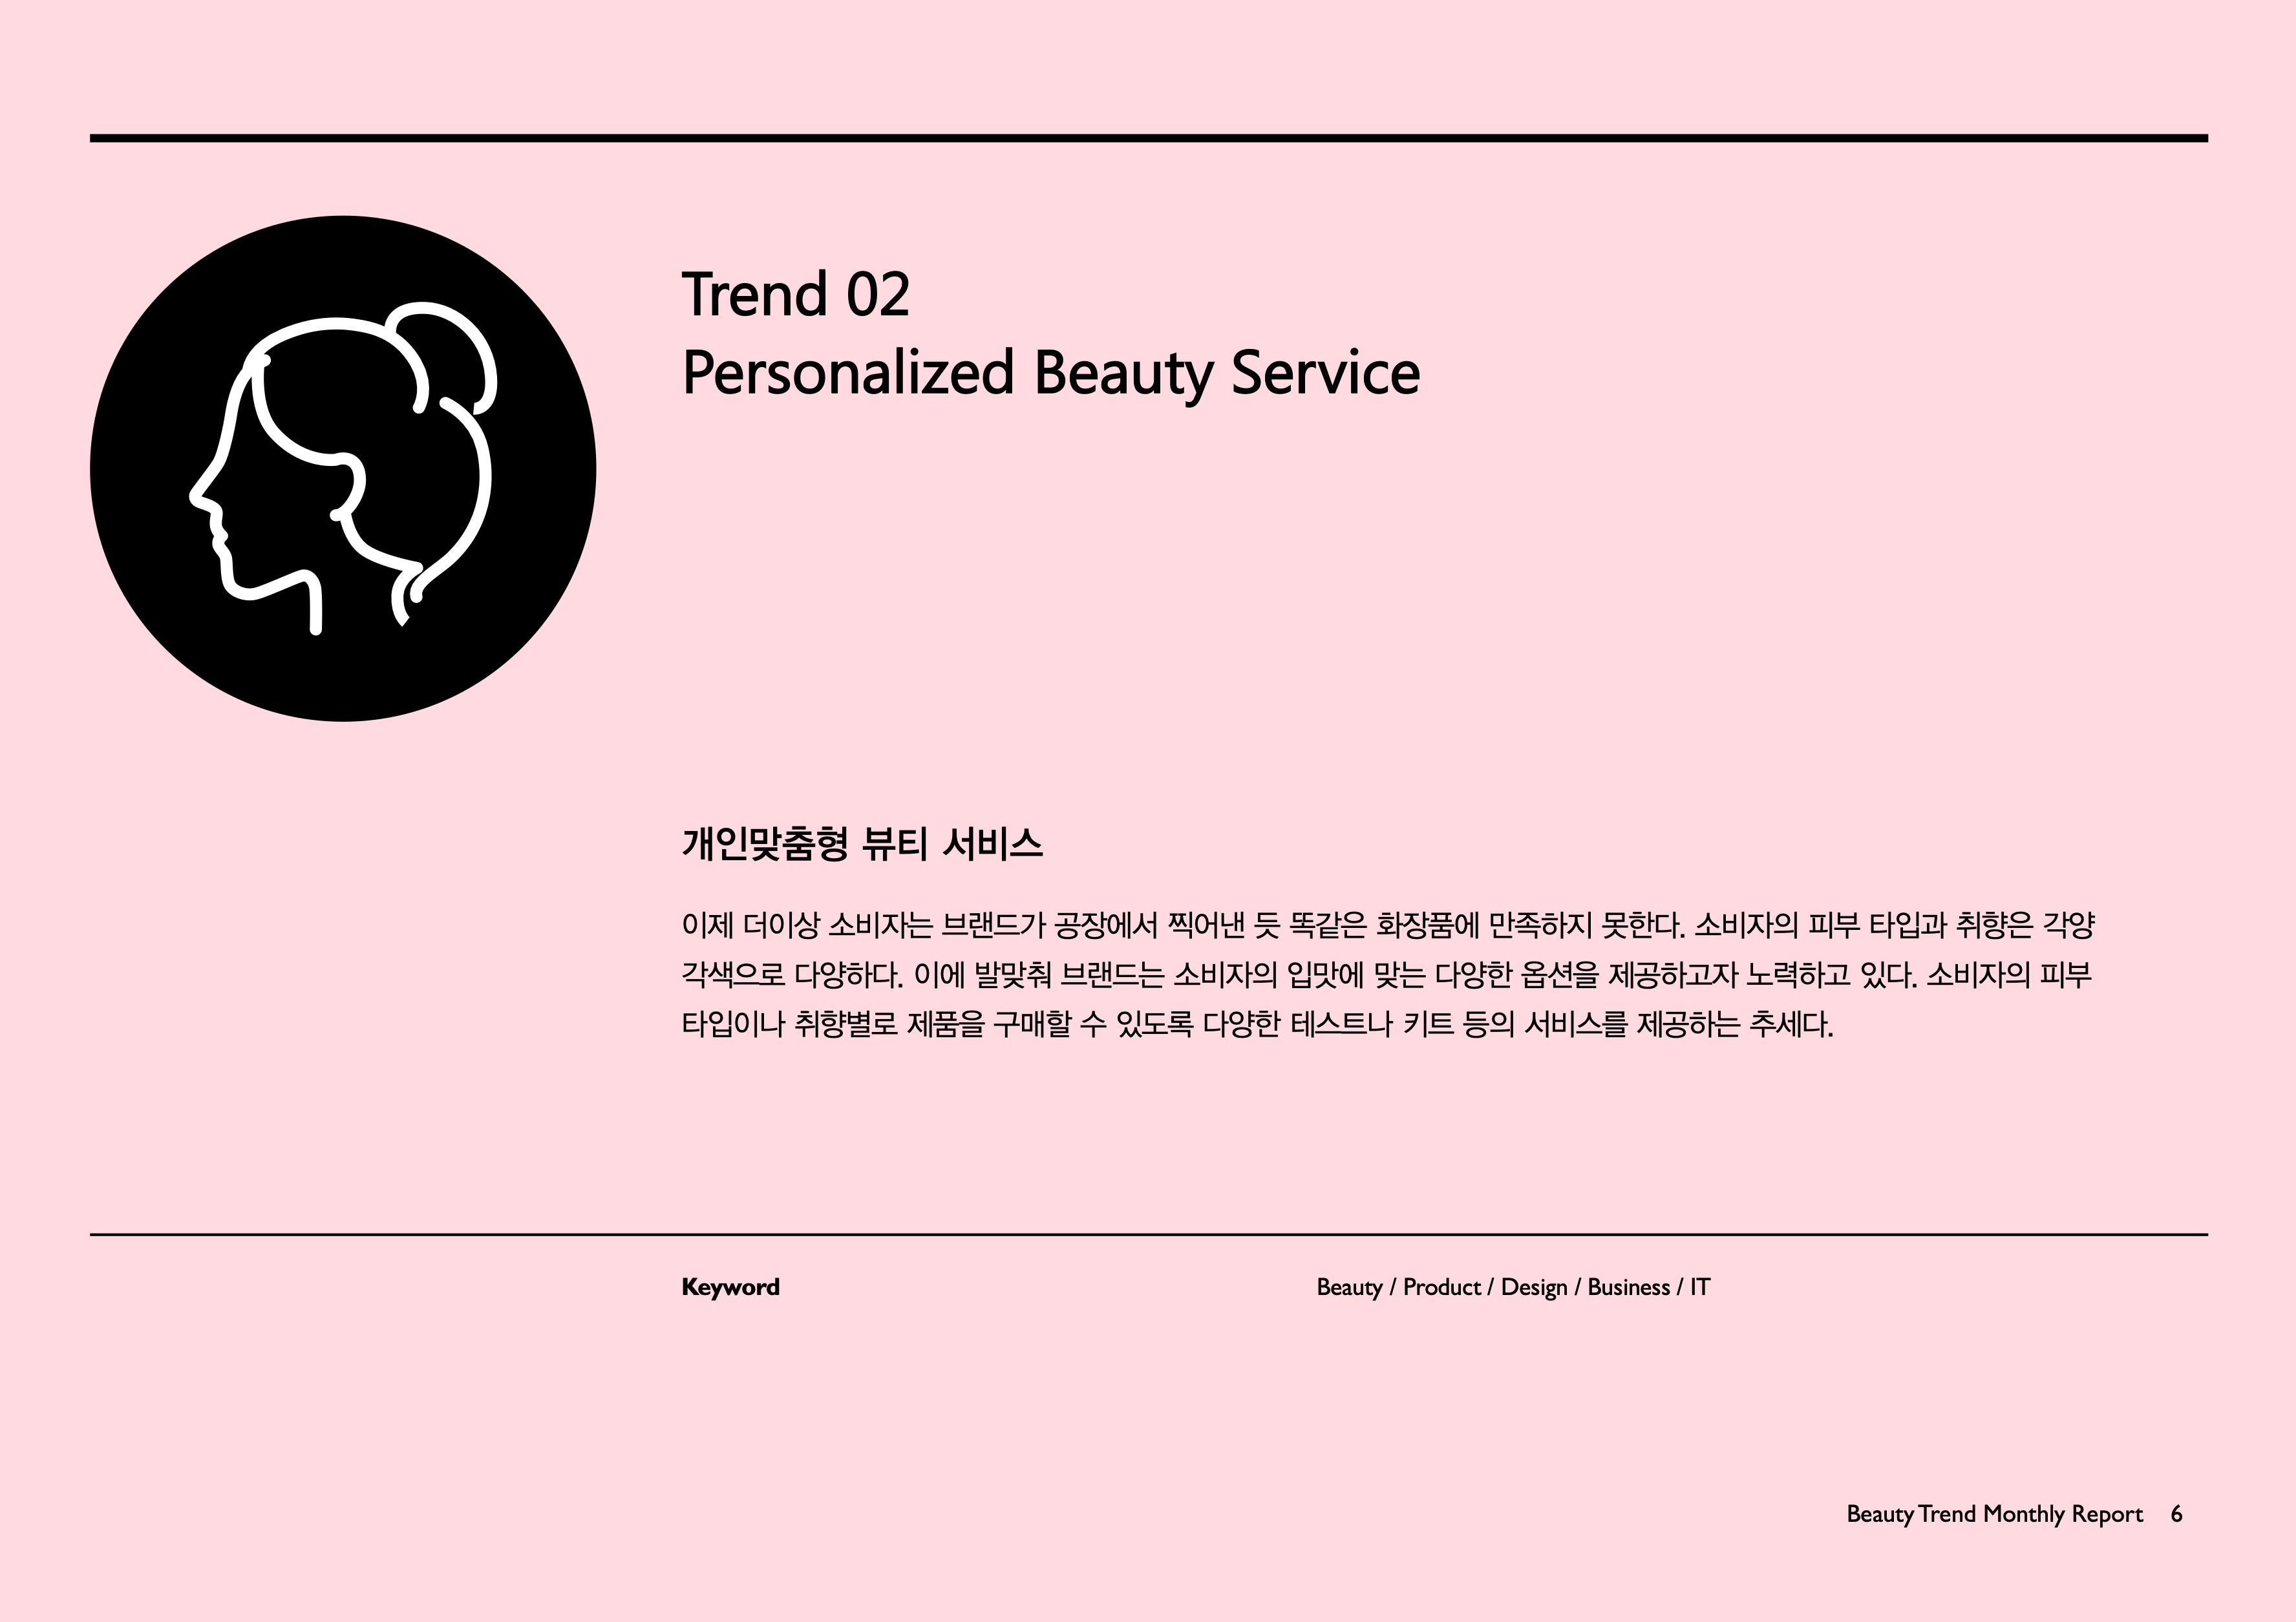 Trend 02
Personalized Beauty Service
개인맞춤형 뷰티 서비스
이제 더이상 소비자는 브랜드가 공장에서 찍어낸 듯 똑같은 화장품에 만족하지 못한다. 소비자의 피부 타입과 취향은 각양
각색으로 다양하다. 이에 발맞춰 브랜드는 소비자의 입맛에 맞는 다양한 옵션을 제공하고자 노력하고 있다. 소비자의 피부
타입이나 취향별로 제품을 구매할 수 있도록 다양한 테스트나 키트 등의 서비스를 제공하는 추세다.
Keyword
Beauty / Product / Design / Business / IT
Beauty Trend Monthly Report 6